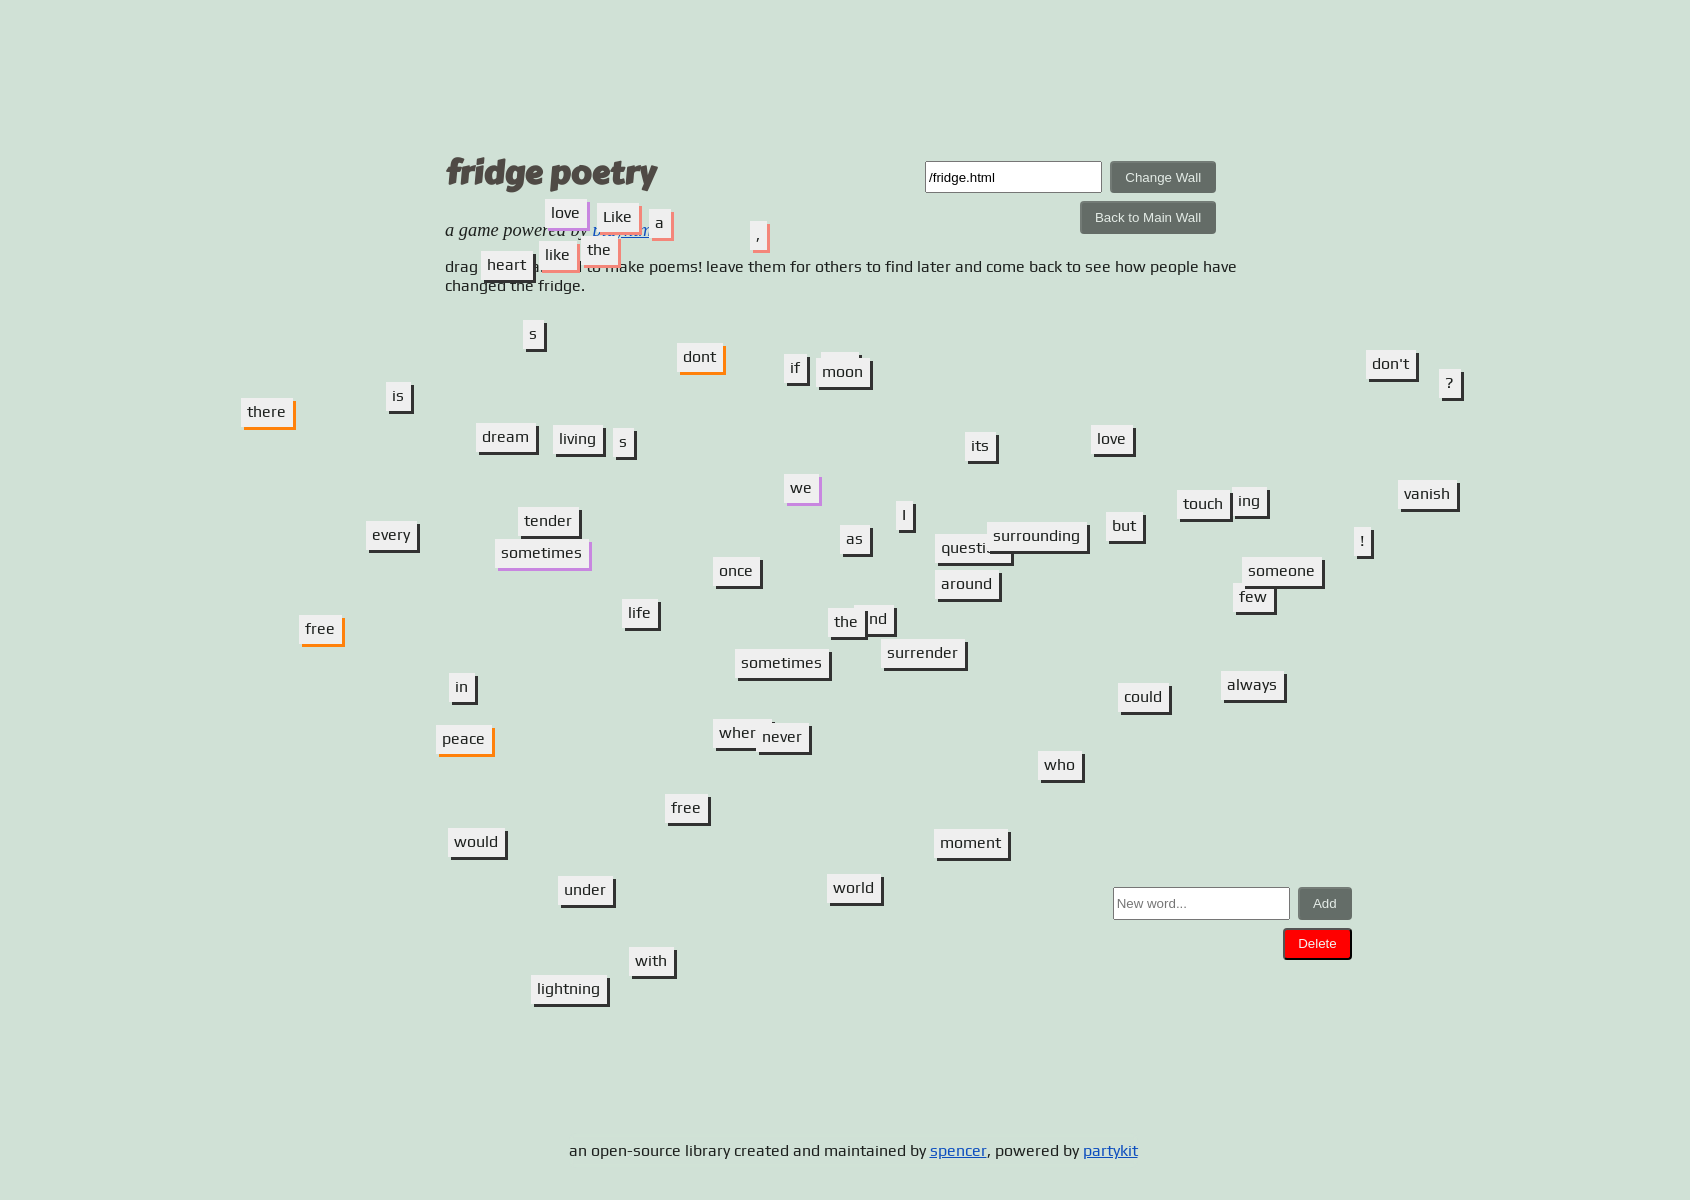 fridge poetry
/fridge.html
Change Wall
Back to Main Wall
love
Like
a
,
a game powered by
heart
like
the
drag to make poems! leave them for others to find later and come back to see how people have
changed the fridge.
s
dont
if
moon
don't
?
is
there
dream
living
s
its
love
we
vanish
touch
ing
I
tender
every
sometimes
as
surrounding
but
!
once
around
someone
few
life
the
free
surrender
sometimes
in
could
always
peace
never
who
free
would
moment
under
world
New word...
Add
Delete
with
lightning
an open-source library created and maintained by spencer, powered by partykit